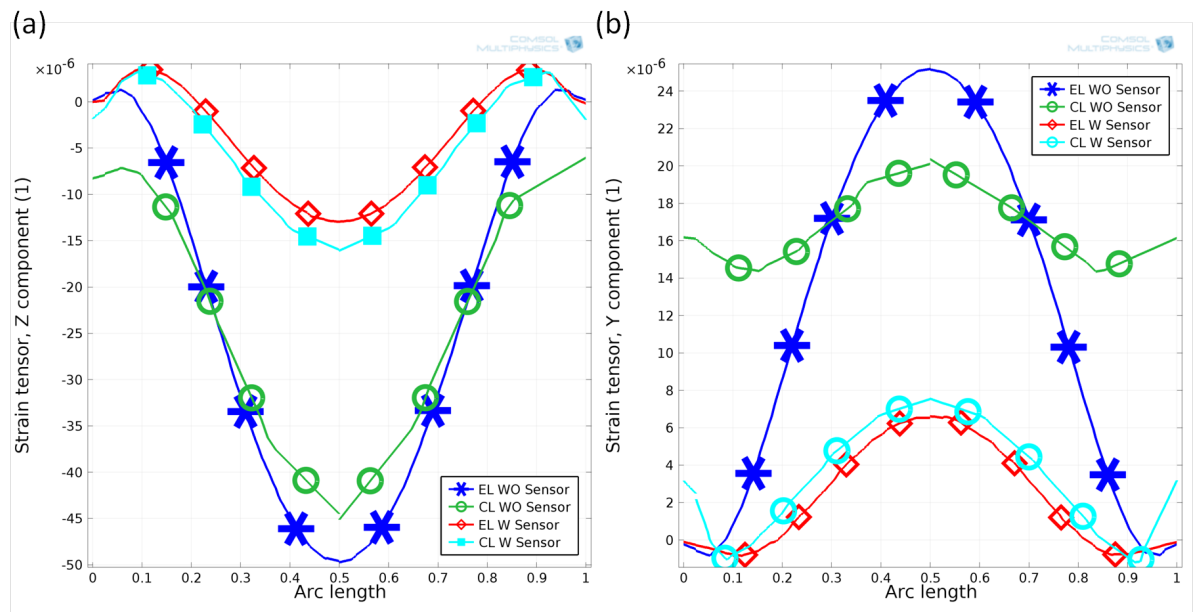 (a)
COMSOL
MULTIPHYSICS
×10⁻⁶
0
-5
-10
-15
-20
-25
-30
-35
-40
-45
-50
Strain tensor, Z component (1)
EL WO Sensor
CL WO Sensor
EL W Sensor
CL W Sensor
0 0.1 0.2 0.3 0.4 0.5 0.6 0.7 0.8 0.9 1
Arc length
(b)
COMSOL
MULTIPHYSICS
×10⁻⁶
24
22
20
18
16
14
12
10
8
6
4
2
0
Strain tensor, Y component (1)
EL WO Sensor
CL WO Sensor
EL W Sensor
CL W Sensor
0 0.1 0.2 0.3 0.4 0.5 0.6 0.7 0.8 0.9 1
Arc length